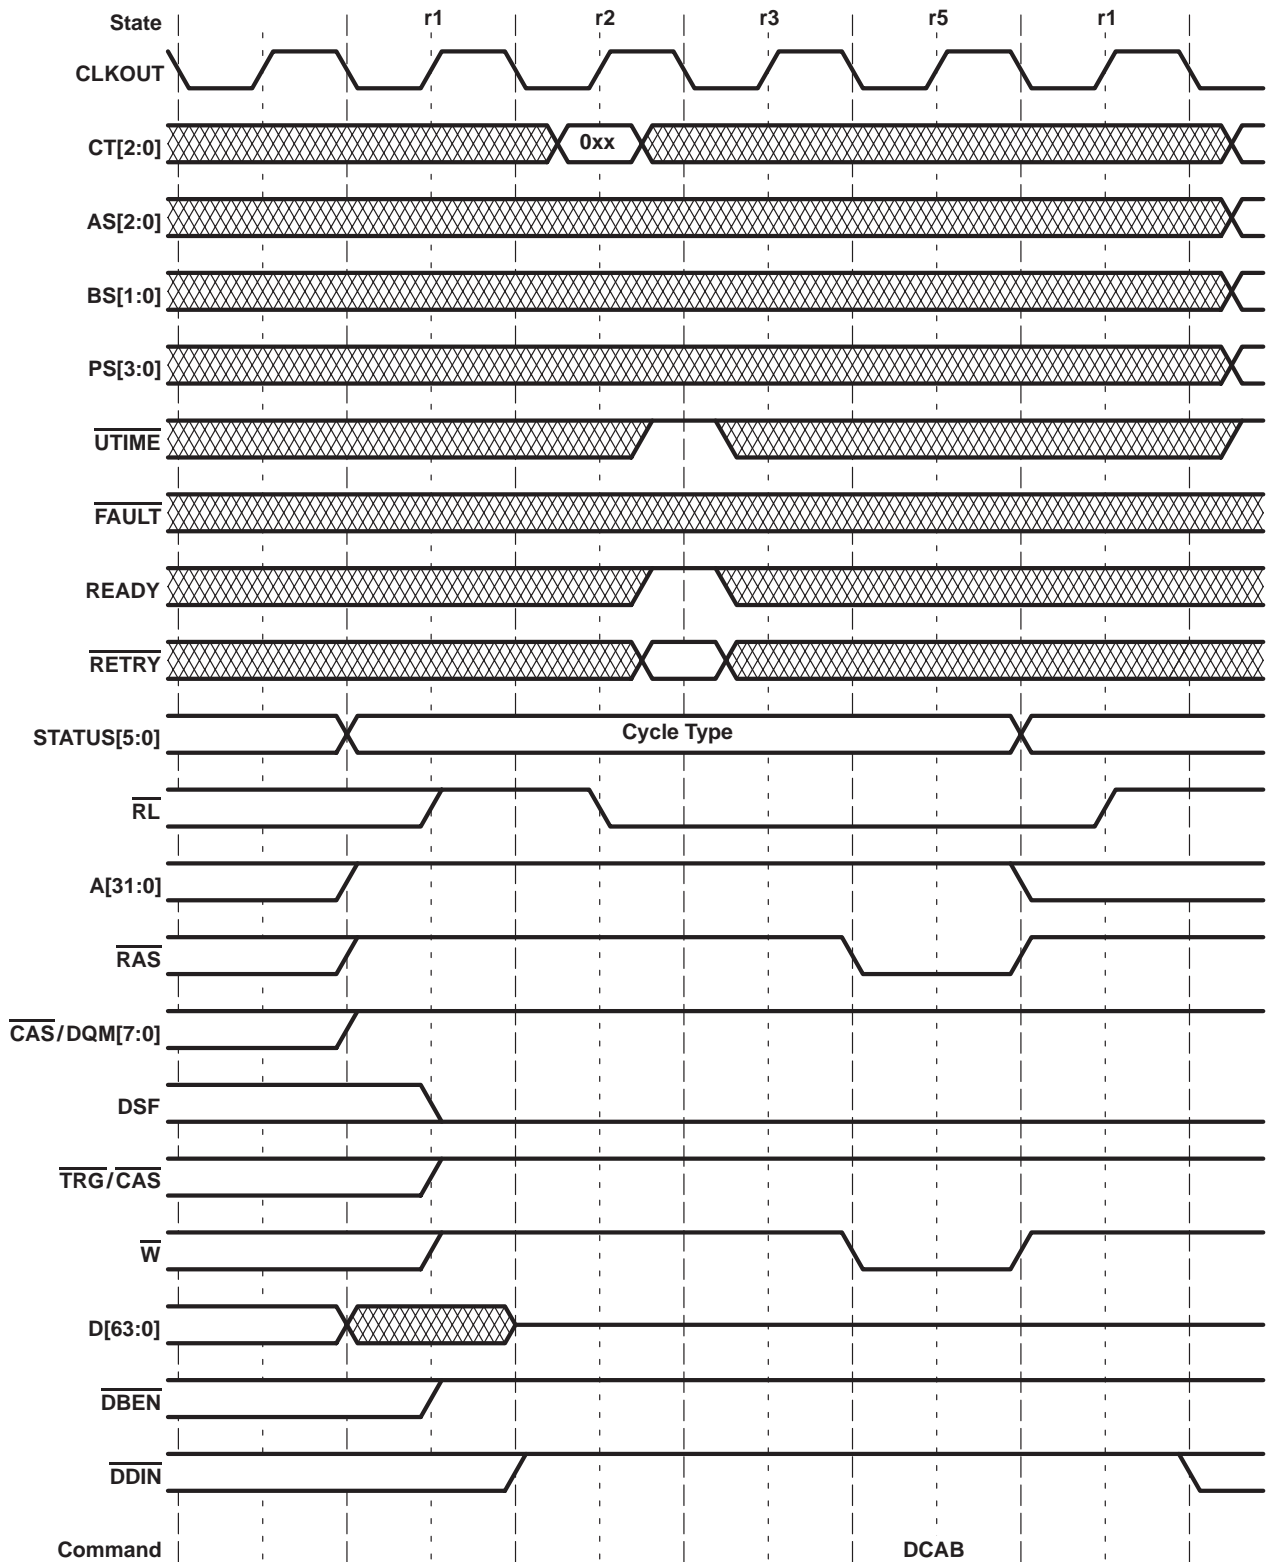 State r1 r2 r3 r5 r1
CLKOUT
CT[2:0] 0xx
AS[2:0]
BS[1:0]
PS[3:0]
UTIME
FAULT
READY
RETRY
STATUS[5:0] Cycle Type
RL
A[31:0]
RAS
CAS/DQM[7:0]
DSF
TRG/CAS
W
D[63:0]
DBEN
DDIN
Command DCAB